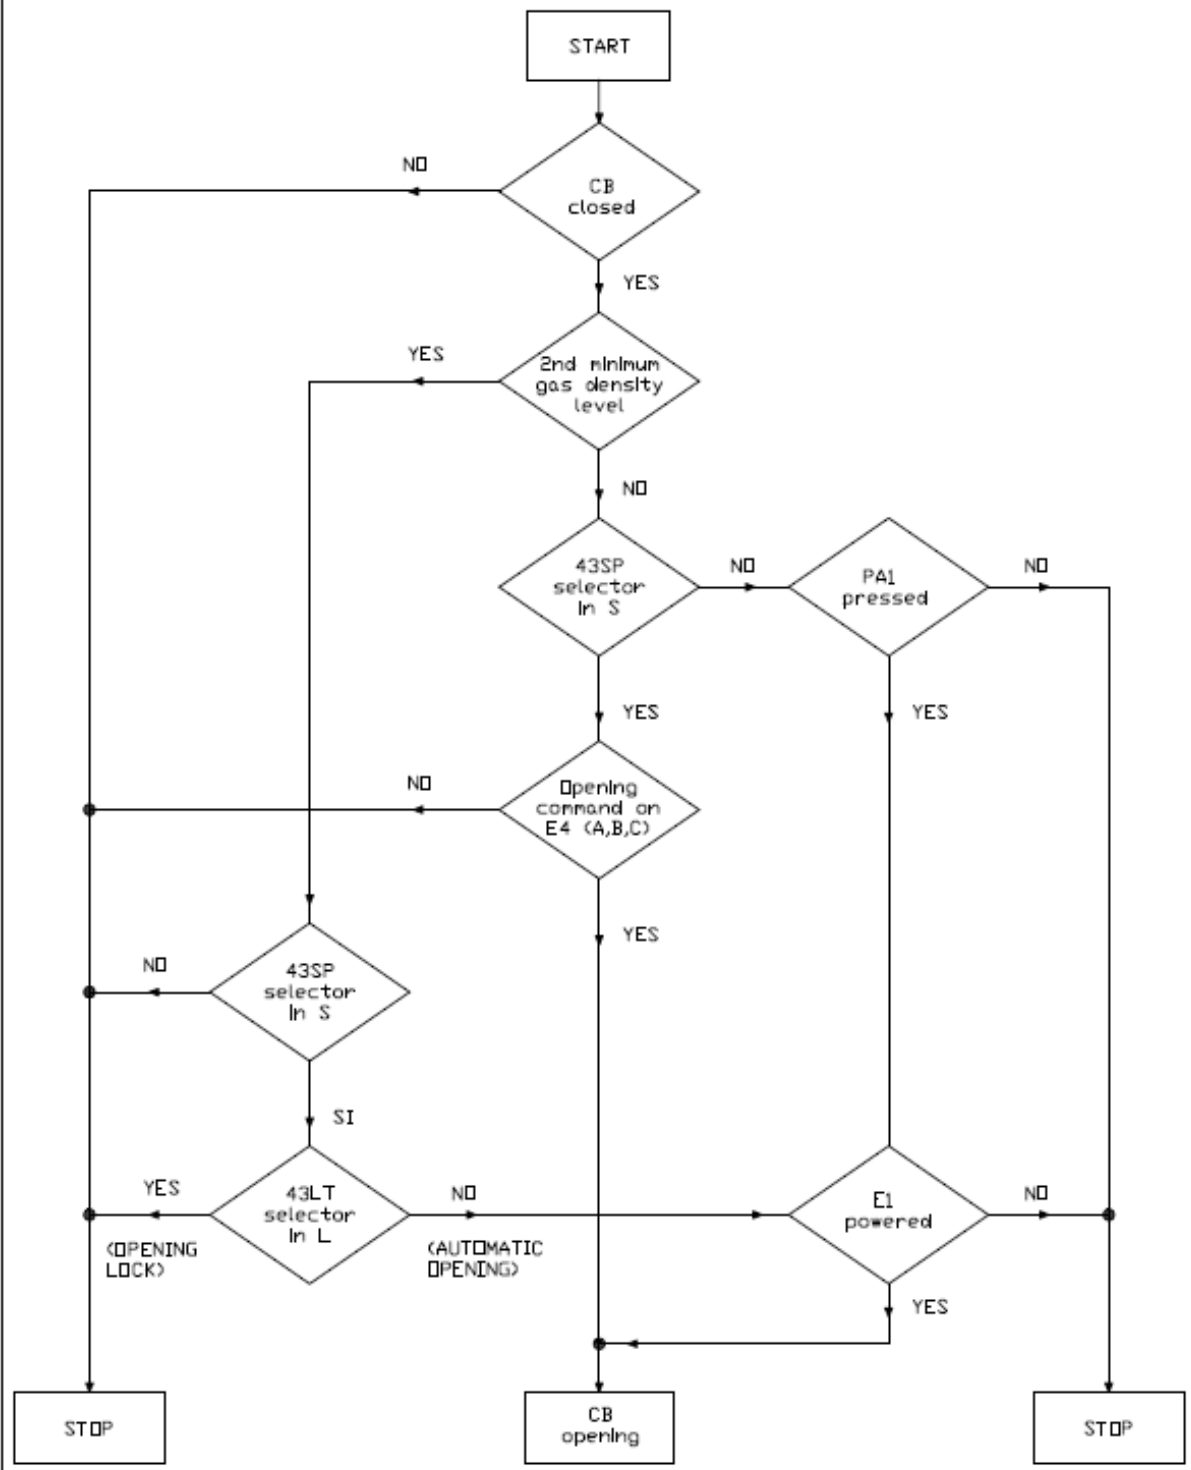 START
NO
CB
closed
YES
YES
2nd minimum
gas density
level
NO
43SP
selector
In S
NO
PA1
pressed
NO
YES
YES
NO
Opening
command on
E4 (A,B,C)
YES
NO
43SP
selector
In S
SI
YES
43LT
selector
In L
NO
E1
powered
NO
(OPENING
LOCK)
(AUTOMATIC
OPENING)
YES
STOP
CB
opening
STOP